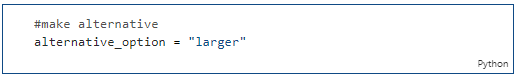 #make alternative
alternative_option = "larger"
Python